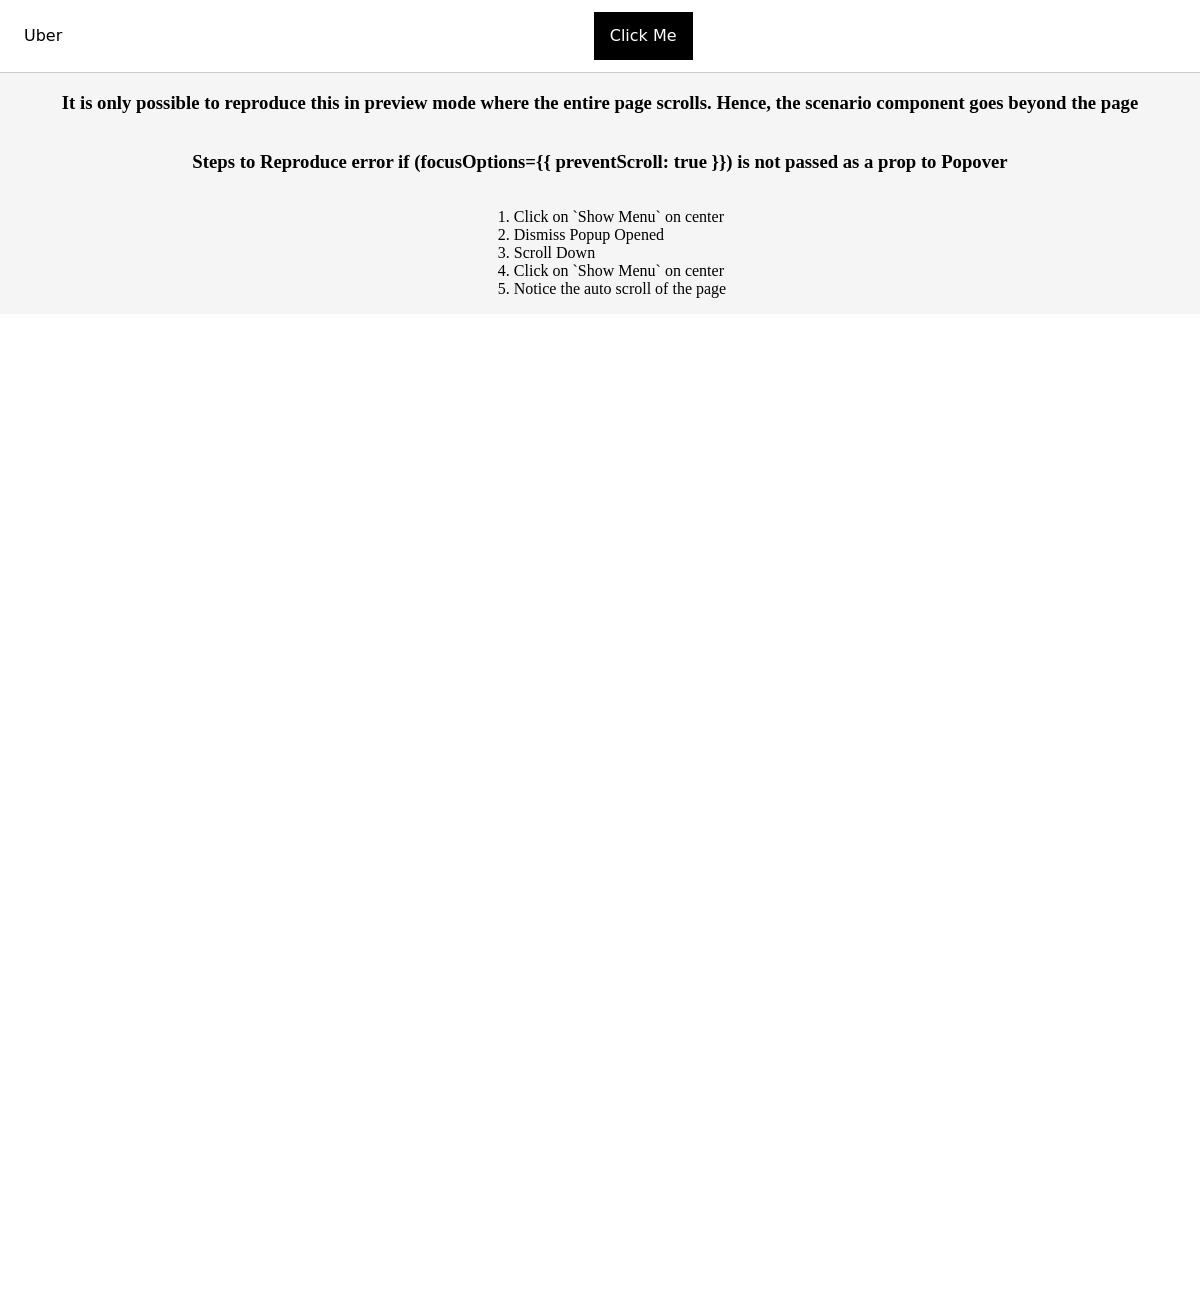 Uber
Click Me
It is only possible to reproduce this in preview mode where the entire page scrolls. Hence, the scenario component goes beyond the page
Steps to Reproduce error if (focusOptions={{ preventScroll: true }}) is not passed as a prop to Popover
1. Click on `Show Menu` on center
2. Dismiss Popup Opened
3. Scroll Down
4. Click on `Show Menu` on center
5. Notice the auto scroll of the page